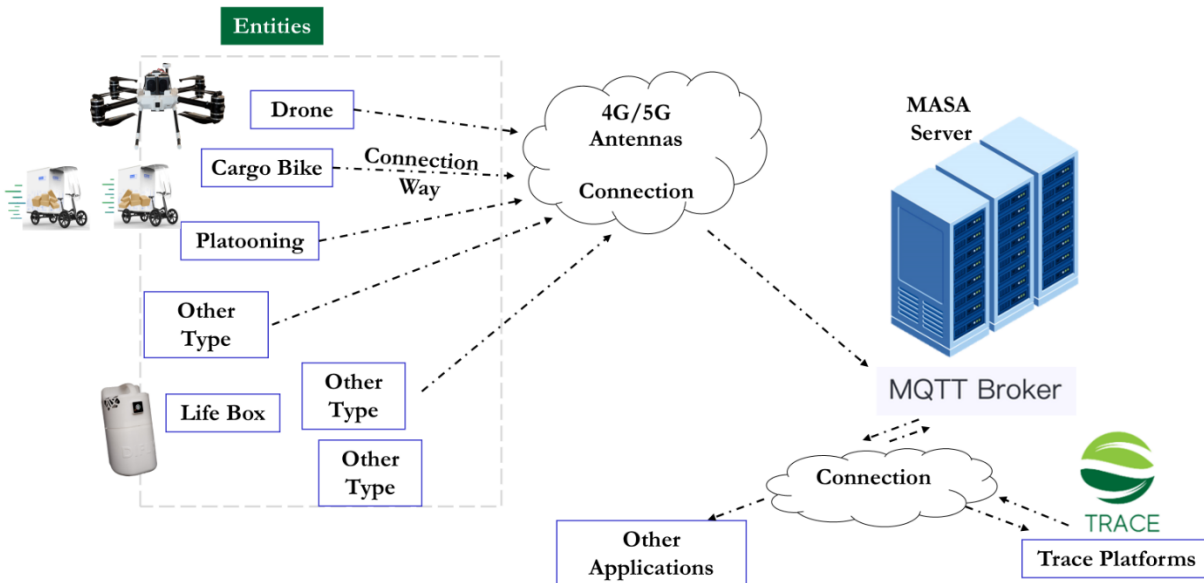 Entities
Drone
4G/5G
Antennas
Connection
MASA
Server
Cargo Bike
Connection
Way
Platooning
Other
Type
Life Box
Other
Type
Other
Type
MQTT Broker
Connection
TRACE
Other
Applications
Trace Platforms